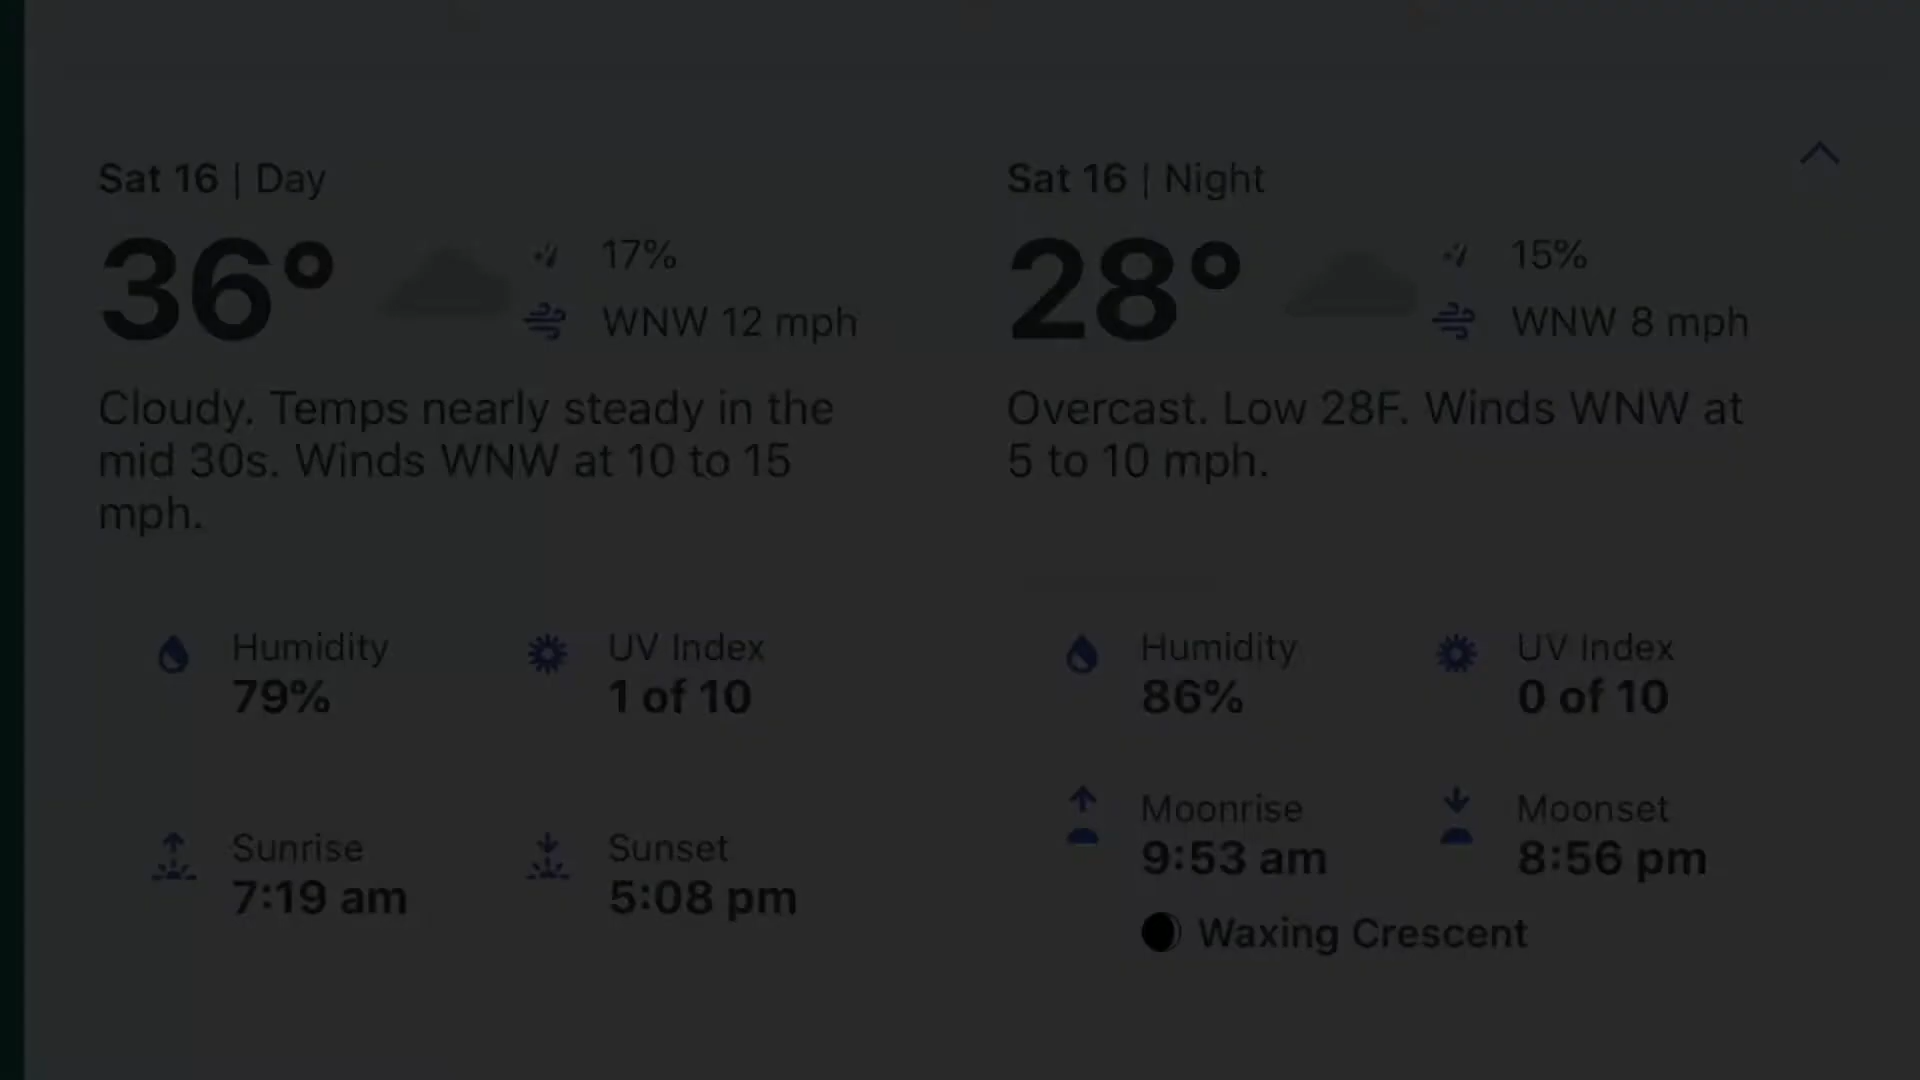 Sat 16 | Day
36°
17%
WNW 12 mph
Cloudy. Temps nearly steady in the
mid 30s. Winds WNW at 10 to 15
mph.
Humidity
79%
UV Index
1 of 10
Sunrise
7:19 am
Sunset
5:08 pm
Sat 16 | Night
28°
15%
WNW 8 mph
Overcast. Low 28F. Winds WNW at
5 to 10 mph.
Humidity
86%
UV Index
0 of 10
Moonrise
9:53 am
Moonset
8:56 pm
Waxing Crescent